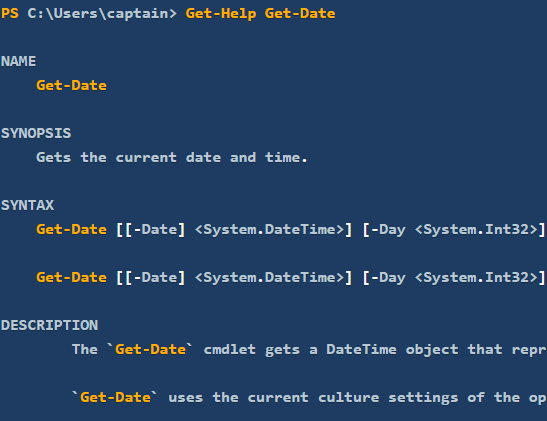 PS C:\Users\captain> Get-Help Get-Date
NAME
Get-Date
SYNOPSIS
Gets the current date and time.
SYNTAX
Get-Date [[-Date] <System.DateTime>] [-Day <System.Int32>]
Get-Date [[-Date] <System.DateTime>] [-Day <System.Int32>]
DESCRIPTION
The `Get-Date` cmdlet gets a DateTime object that repr
`Get-Date` uses the current culture settings of the op